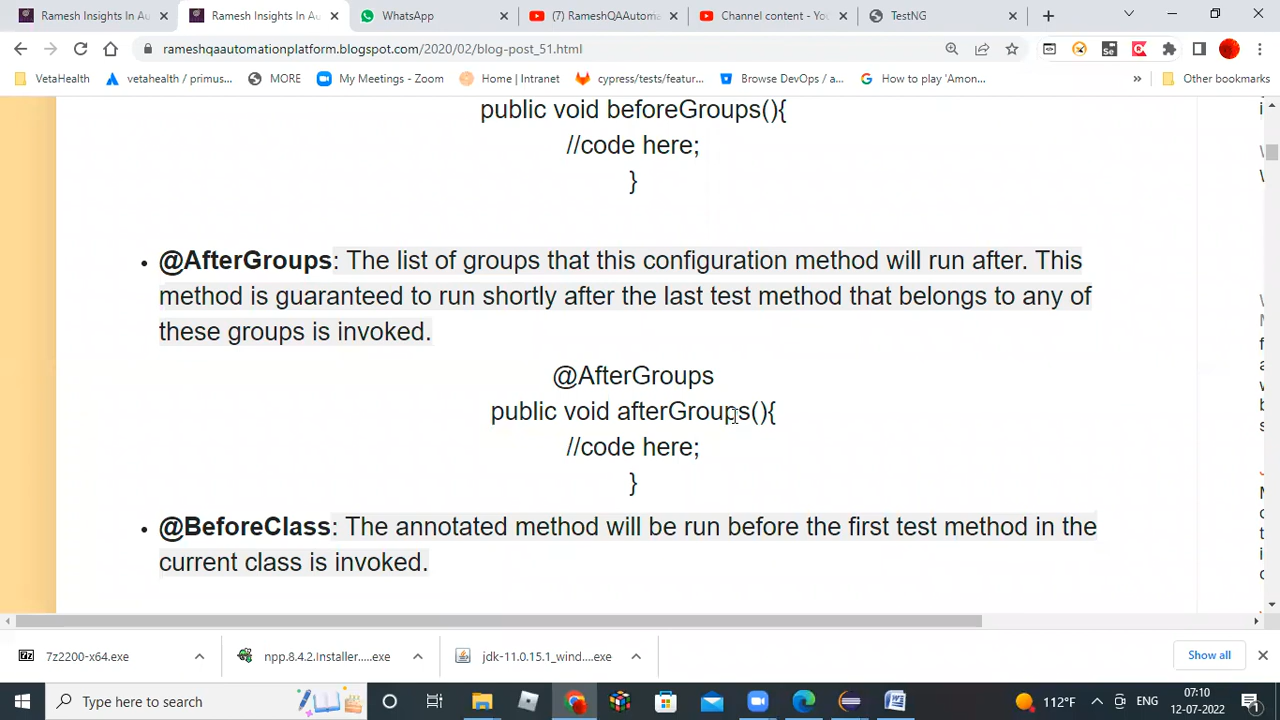 Ramesh Insights In Au
Ramesh Insights In Au
WhatsApp
(7) RameshQAAutoma
Channel content - You
TestNG
rameshqaautomationplatform.blogspot.com/2020/02/blog-post_51.html
VetaHealth
vetahealth / primus...
MORE
My Meetings - Zoom
Home | Intranet
cypress/tests/featur...
Browse DevOps / a...
How to play 'Amon...
»
Other bookmarks
public void beforeGroups(){
//code here;
}
• @AfterGroups: The list of groups that this configuration method will run after. This
method is guaranteed to run shortly after the last test method that belongs to any of
these groups is invoked.
@AfterGroups
public void afterGroups(){
//code here;
}
• @BeforeClass: The annotated method will be run before the first test method in the
current class is invoked.
7z2200-x64.exe
npp.8.4.2.Installer.....exe
jdk-11.0.15.1_wind....exe
Show all
Type here to search
112°F
ENG
07:10
12-07-2022